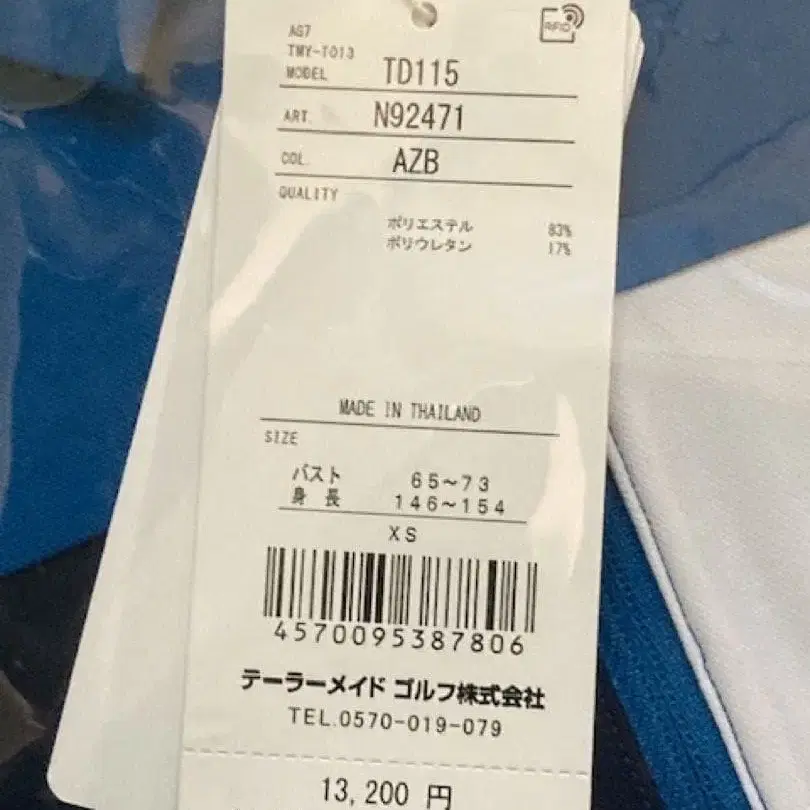 RFID
AG7
TMY-T013
MODEL TD115
ART. N92471
COL. AZB
QUALITY
ポリエステル 83%
ポリウレタン 17%
MADE IN THAILAND
SIZE
バスト 65~73
身長 146~154
XS
4570095387806
テーラーメイド ゴルフ株式会社
TEL.0570-019-079
13,200 円